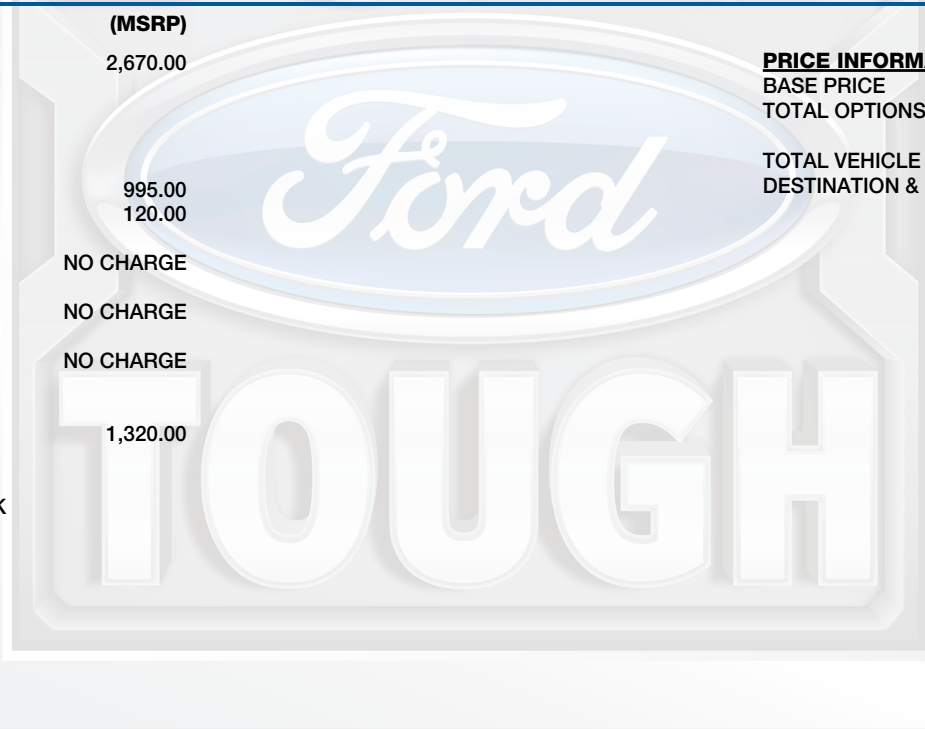 (MSRP)
2,670.00
995.00
120.00
NO CHARGE
NO CHARGE
NO CHARGE
1,320.00
K
PRICE INFORMA
BASE PRICE
TOTAL OPTIONS
TOTAL VEHICLE
DESTINATION &
Ford
TOUGH